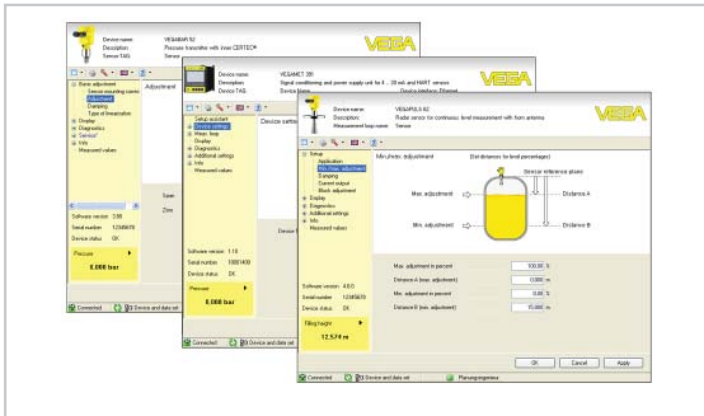 Device name: VEGABAR 52
Description: Pressure transmitter with inner CERTEC®
Sensor TAG: Sensor
VEGA
Basic adjustment
Sensor mounting correc
Adjustment
Damping
Type of linearization
Display
Diagnostics
Service
Info
Measured values
Adjustment
Software version 3.80
Serial number 12345678
Device status OK
Pressure
0,000 bar
Connected Device and data set
Device name: VEGAMET 391
Description: Signal conditioning and power supply unit for 4 ... 20 mA and HART sensors
Device TAG: Device Name Device interface: Ethernet
VEGA
Setup assistant
Device settings
Meas. loop
Display
Diagnostics
Additional settings
Info
Measured values
Device settin
Software version 1.10
Device status OK
Pressure
0,000 bar
Connected Device and data set
Device name: VEGAPULS 62
Description: Radar sensor for continuous level measurement with horn antenna
Measurement loop name: Sensor
VEGA
Setup
Application
Min./max. adjustment
Damping
Current output
Block adjustment
Display
Diagnostics
Additional settings
Info
Measured values
Min./max. adjustment (Set distances for level percentages)
Sensor reference plane
Max. adjustment Distance A
Min. adjustment Distance B
Max. adjustment in percent 100,00 %
Distance A (max. adjustment) 0,000 m
Min. adjustment in percent 0,00 %
Distance B (min. adjustment) 15,000 m
Software version 4.0.0
Serial number 12345678
Device status OK
Filling height
12,574 m
OK Cancel Apply
Connected Device and data set Planungsingenieur